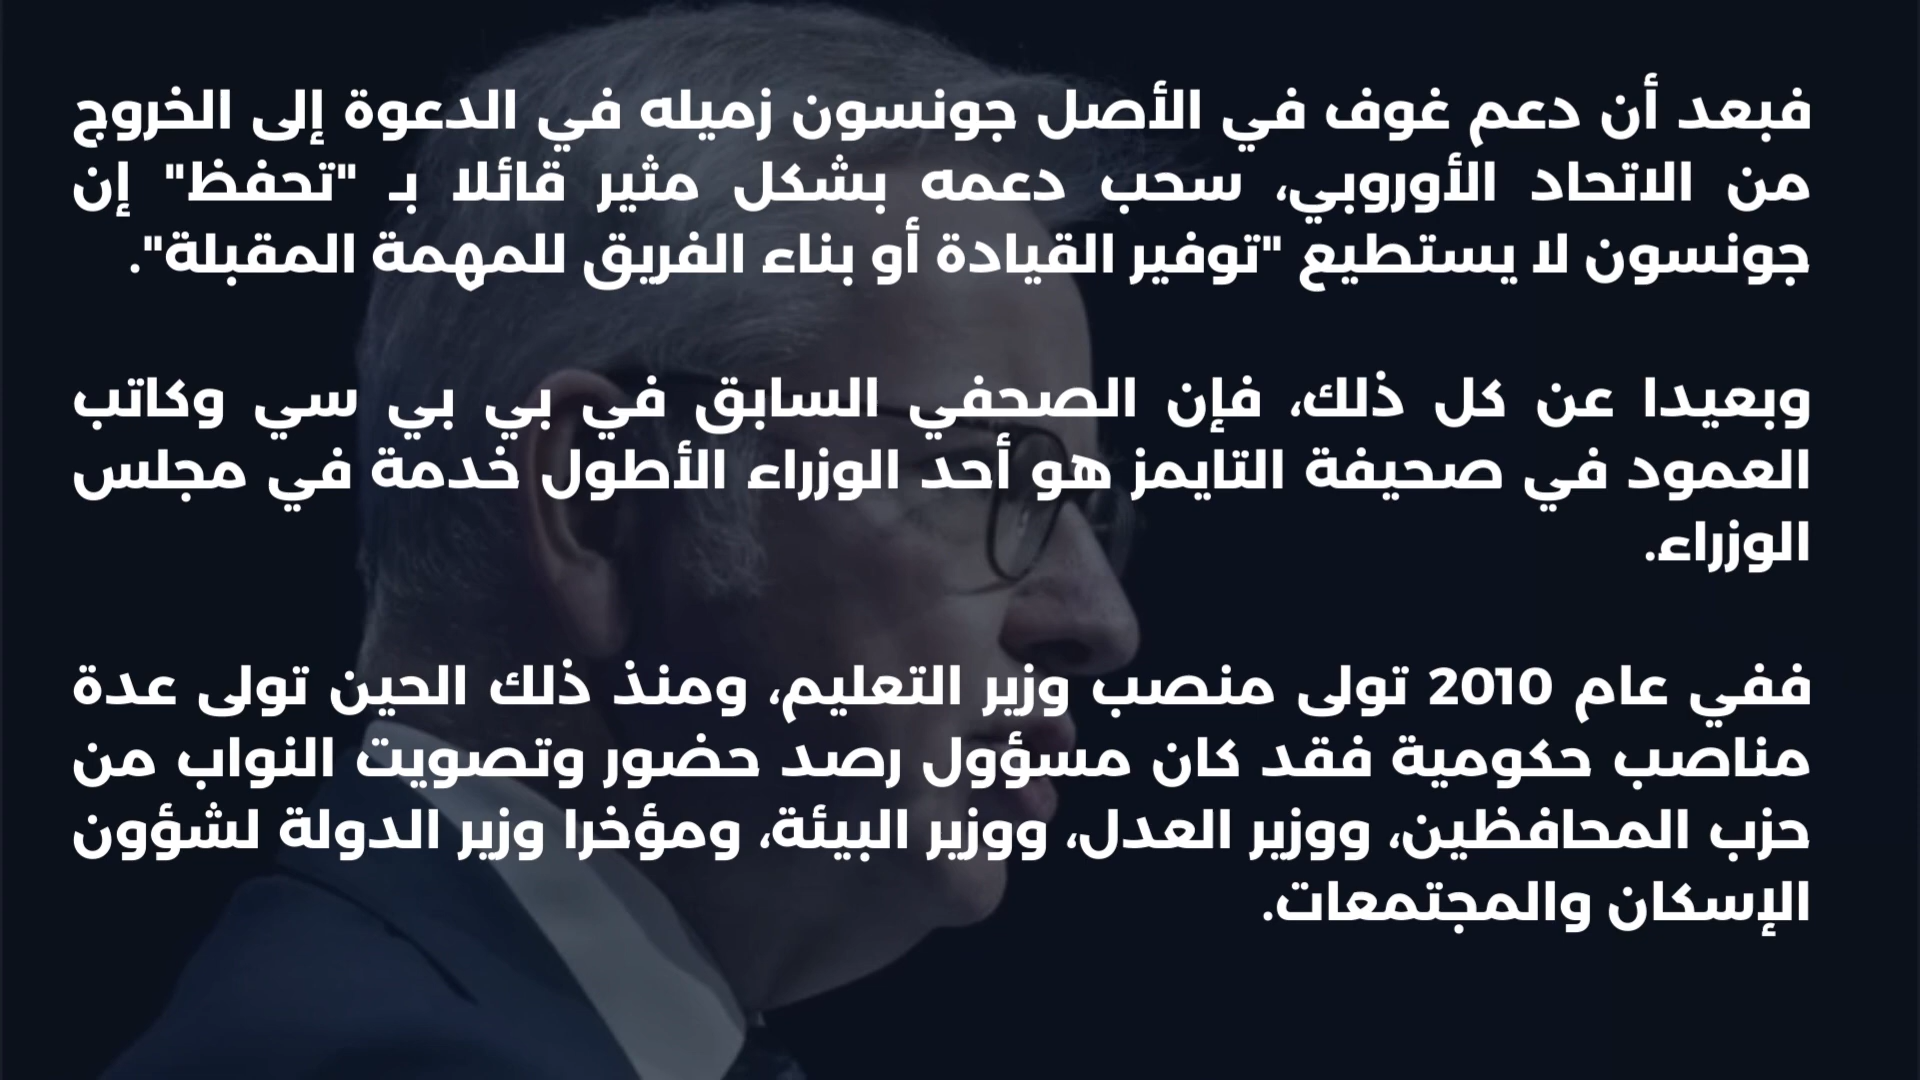 فبعد أن دعم غوف في الأصل جونسون زميله في الدعوة إلى الخروج
من الاتحاد الأوروبي، سحب دعمه بشكل مثير قائلا بـ "تحفظ" إن
جونسون لا يستطيع "توفير القيادة أو بناء الفريق للمهمة المقبلة".
وبعيدا عن كل ذلك، فإن الصحفي السابق في بي بي سي وكاتب
العمود في صحيفة التايمز هو أحد الوزراء الأطول خدمة في مجلس
الوزراء.
ففي عام 2010 تولى منصب وزير التعليم، ومنذ ذلك الحين تولى عدة
مناصب حكومية فقد كان مسؤول رصد حضور وتصويت النواب من
حزب المحافظين، ووزير العدل، ووزير البيئة، ومؤخرا وزير الدولة لشؤون
الإسكان والمجتمعات.